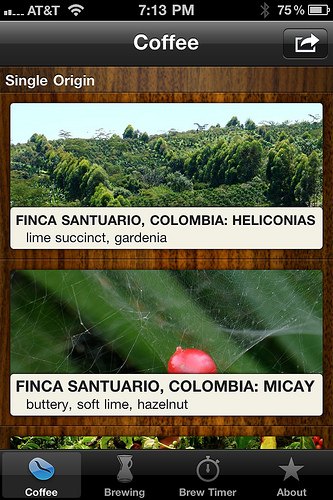 AT&T 7:13 PM 75%
Coffee
Single Origin
FINCA SANTUARIO, COLOMBIA: HELICONIAS
lime succinct, gardenia
FINCA SANTUARIO, COLOMBIA: MICAY
buttery, soft lime, hazelnut
Coffee Brewing Brew Timer About